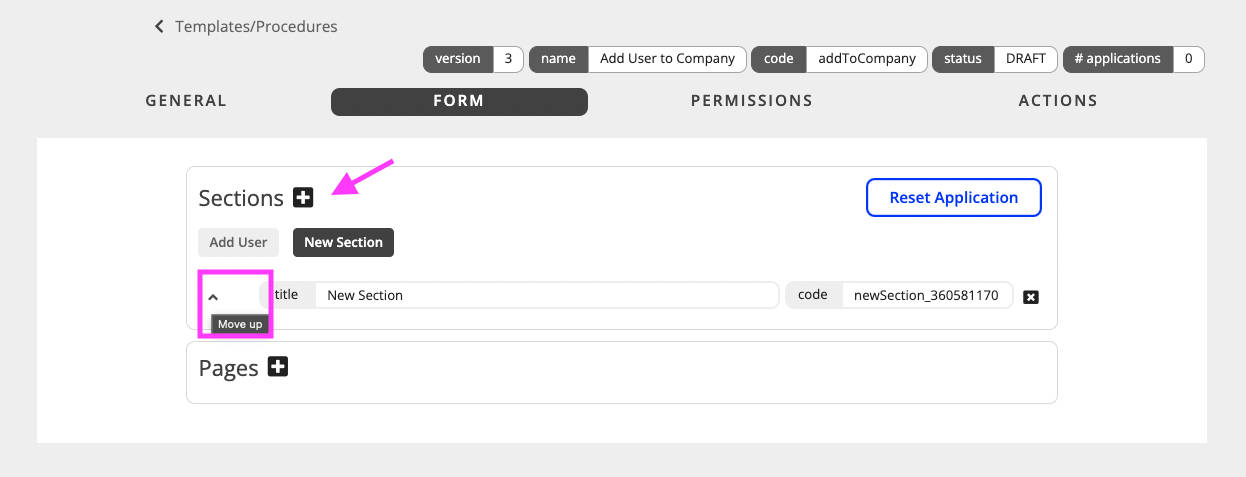 Templates/Procedures
version 3 name Add User to Company code addToCompany status DRAFT # applications 0
GENERAL FORM PERMISSIONS ACTIONS
Sections Reset Application
Add User New Section
title New Section code newSection_360581170
Move up
Pages